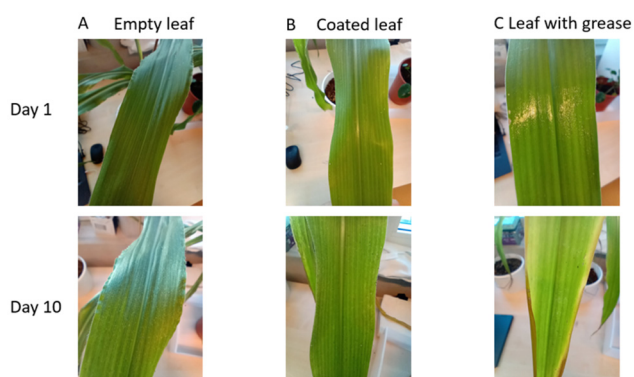 A Empty leaf
B Coated leaf
C Leaf with grease
Day 1
Day 10